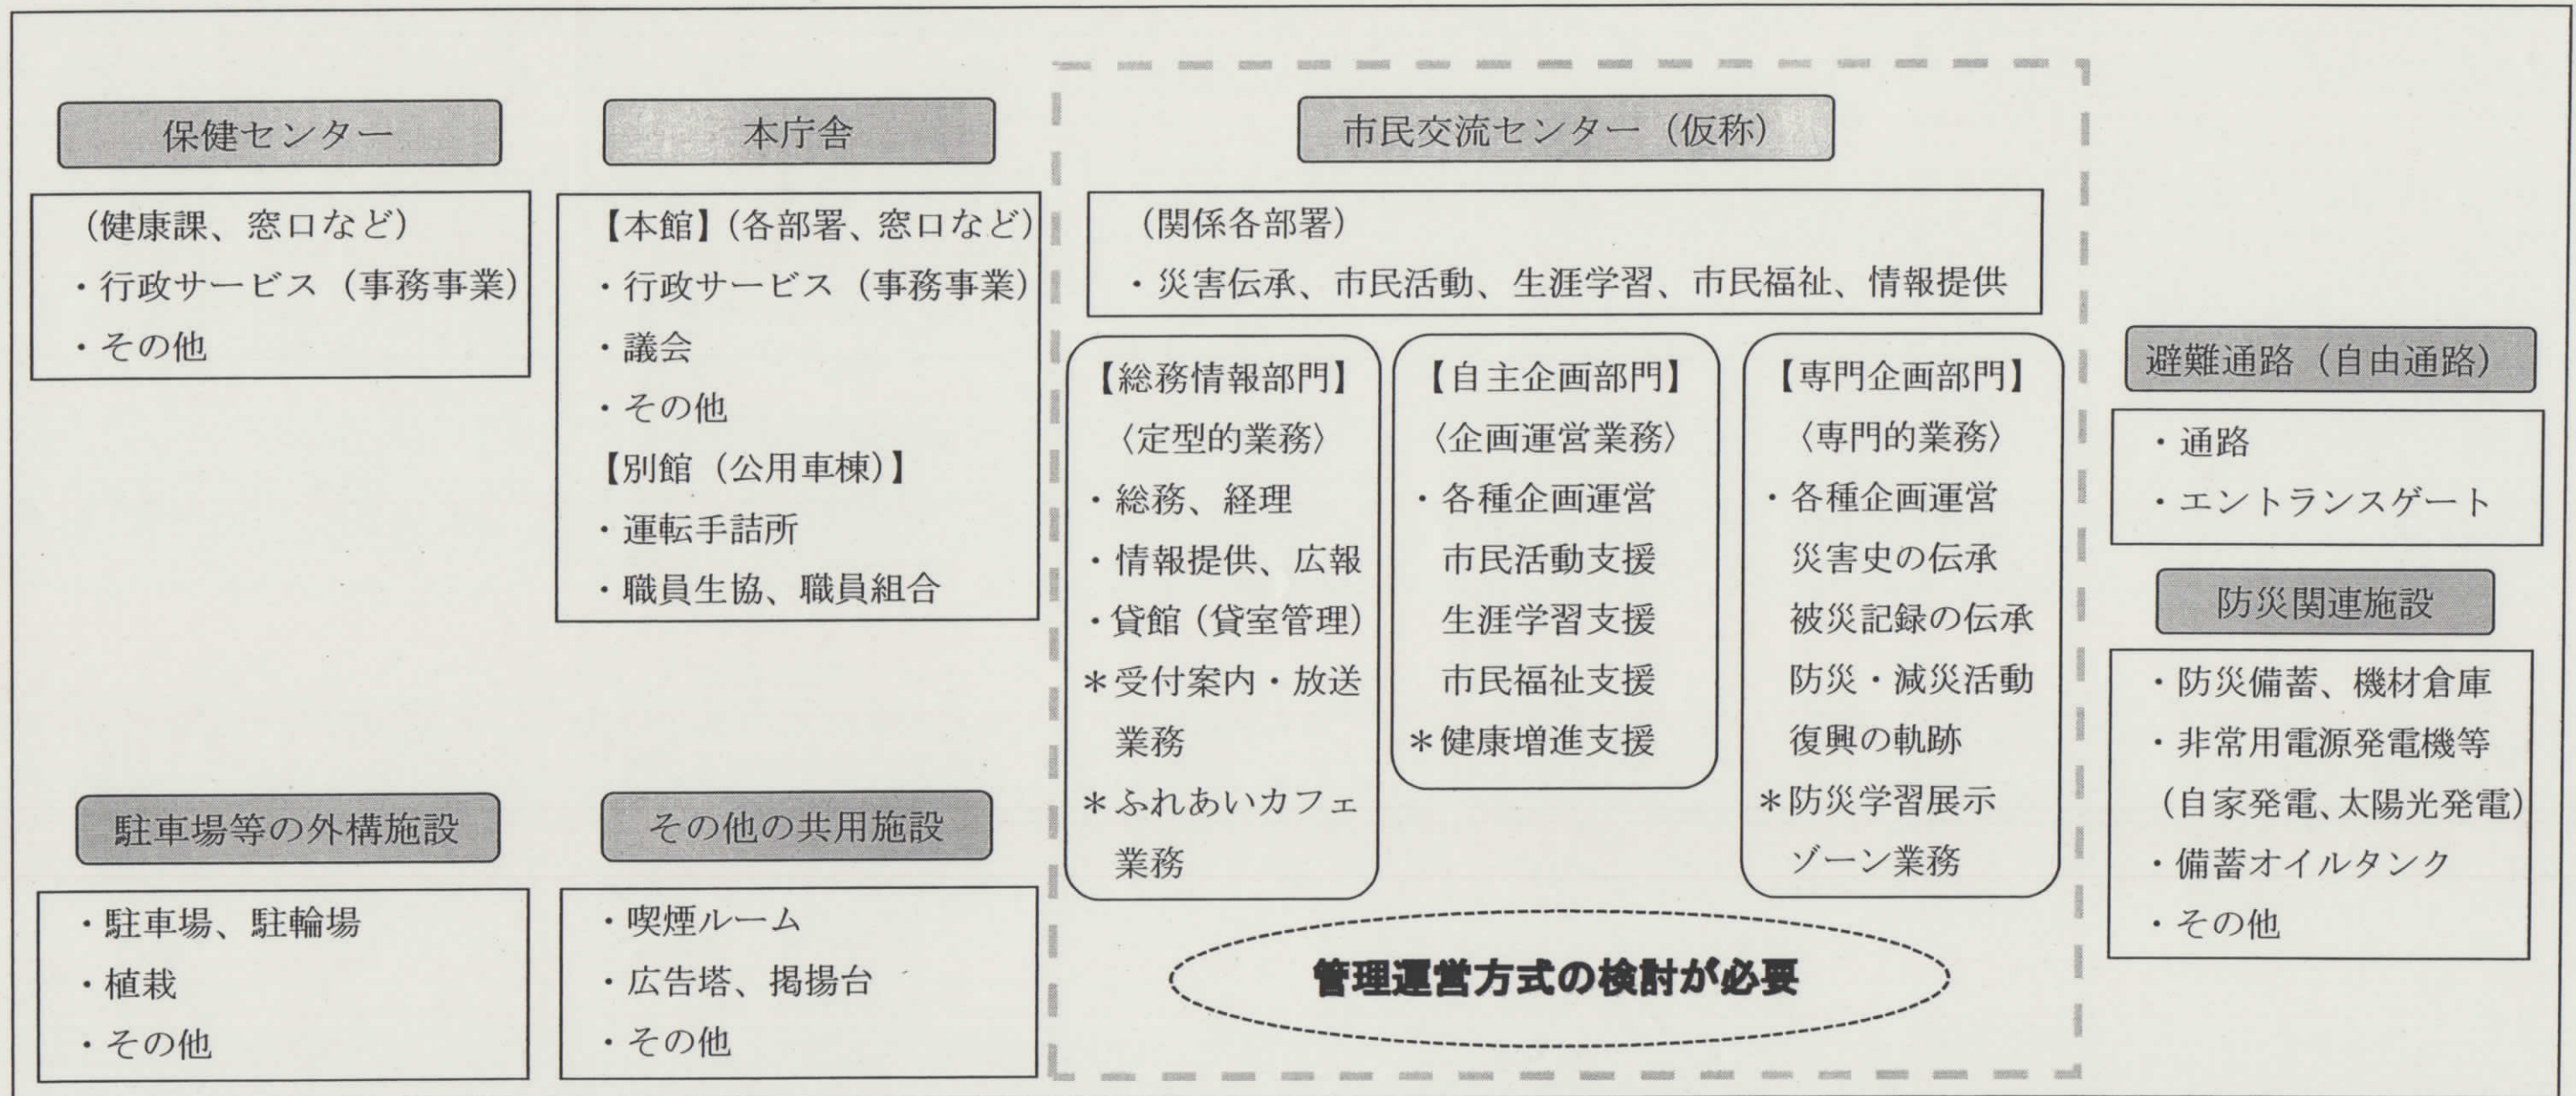 保健センター
(健康課、窓口など)
・行政サービス（事務事業）
・その他
本庁舎
【本館】(各部署、窓口など)
・行政サービス（事務事業）
・議会
・その他
【別館（公用車棟）】
・運転手詰所
・職員生協、職員組合
市民交流センター（仮称）
(関係各部署)
・災害伝承、市民活動、生涯学習、市民福祉、情報提供
【総務情報部門】
〈定型的業務〉
・総務、経理
・情報提供、広報
・貸館（貸室管理）
＊受付案内・放送
業務
＊ふれあいカフェ
業務
【自主企画部門】
〈企画運営業務〉
・各種企画運営
市民活動支援
生涯学習支援
市民福祉支援
＊健康増進支援
【専門企画部門】
〈専門的業務〉
・各種企画運営
災害史の伝承
被災記録の伝承
防災・減災活動
復興の軌跡
＊防災学習展示
ゾーン業務
管理運営方式の検討が必要
避難通路（自由通路）
・通路
・エントランスゲート
防災関連施設
・防災備蓄、機材倉庫
・非常用電源発電機等
(自家発電、太陽光発電)
・備蓄オイルタンク
・その他
駐車場等の外構施設
・駐車場、駐輪場
・植栽
・その他
その他の共用施設
・喫煙ルーム
・広告塔、掲揚台
・その他